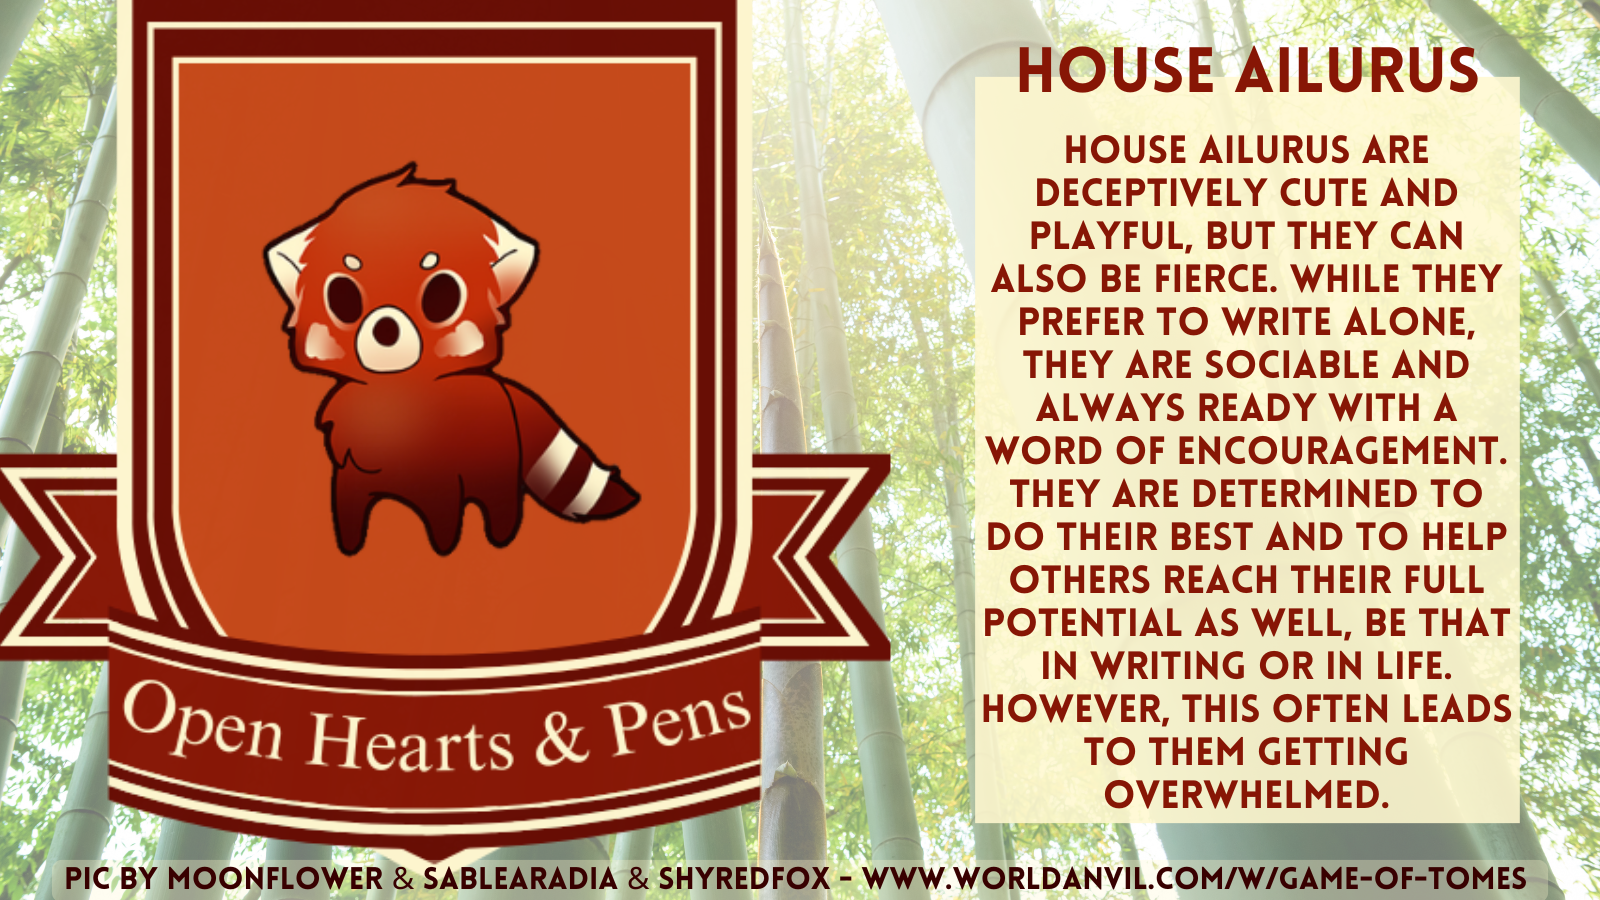 HOUSE AILURUS
HOUSE AILURUS ARE
DECEPTIVELY CUTE AND
PLAYFUL, BUT THEY CAN
ALSO BE FIERCE. WHILE THEY
PREFER TO WRITE ALONE,
THEY ARE SOCIABLE AND
ALWAYS READY WITH A
WORD OF ENCOURAGEMENT.
THEY ARE DETERMINED TO
DO THEIR BEST AND TO HELP
OTHERS REACH THEIR FULL
POTENTIAL AS WELL, BE THAT
IN WRITING OR IN LIFE.
HOWEVER, THIS OFTEN LEADS
TO THEM GETTING
OVERWHELMED.
Open Hearts & Pens
PIC BY MOONFLOWER & SABLEARADIA & SHYREDFOX - WWW.WORLDANVIL.COM/W/GAME-OF-TOMES